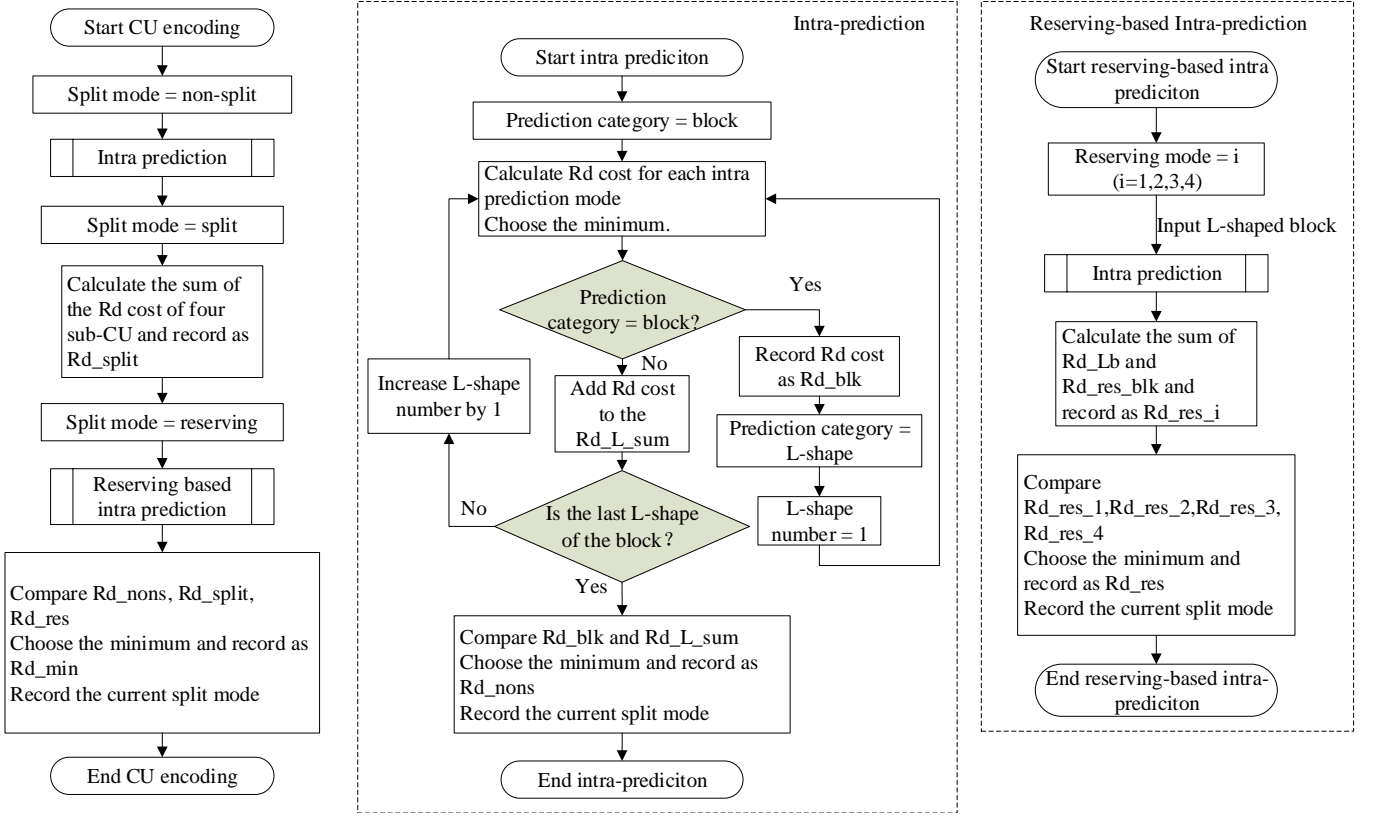 Start CU encoding
Split mode = non-split
Intra prediction
Split mode = split
Calculate the sum of
the Rd cost of four
sub-CU and record as
Rd_split
Split mode = reserving
Reserving based
intra prediction
Compare Rd_nons, Rd_split,
Rd_res
Choose the minimum and record as
Rd_min
Record the current split mode
End CU encoding
Intra-prediction
Start intra prediciton
Prediction category = block
Calculate Rd cost for each intra
prediction mode
Choose the minimum.
Prediction
category = block?
Yes
No
Record Rd cost
as Rd_blk
Increase L-shape
number by 1
Add Rd cost
to the
Rd_L_sum
Prediction category =
L-shape
L-shape
number = 1
No
Is the last L-shape
of the block?
Yes
Compare Rd_blk and Rd_L_sum
Choose the minimum and record as
Rd_nons
Record the current split mode
End intra-prediciton
Reserving-based Intra-prediction
Start reserving-based intra
prediciton
Reserving mode = i
(i=1,2,3,4)
Input L-shaped block
Intra prediction
Calculate the sum of
Rd_Lb and
Rd_res_blk and
record as Rd_res_i
Compare
Rd_res_1,Rd_res_2,Rd_res_3,
Rd_res_4
Choose the minimum and
record as Rd_res
Record the current split mode
End reserving-based intra-
prediciton